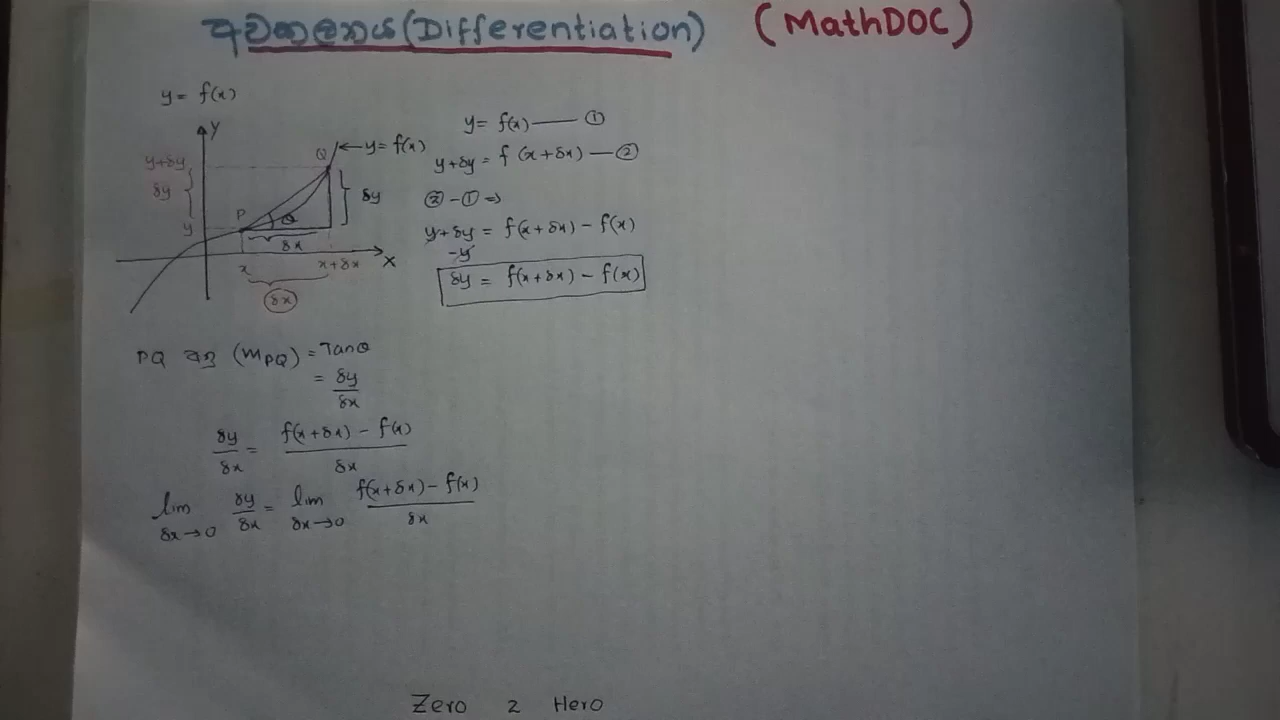 අවකලනය (Differentiation) (MathDOC)
y = f(x)
Y
y+δy
δy
y
P
Q
θ
δx
δy
←y = f(x)
x
x+δx
X
δx
y = f(x) —— ①
y+δy = f(x+δx) — ②
② - ① ⇒
y+δy = f(x+δx) - f(x)
-y
δy = f(x+δx) - f(x)
PQ අනු (mPQ) = Tanθ
= δy/δx
δy/δx = (f(x+δx) - f(x))/δx
lim δx→0 δy/δx = lim δx→0 (f(x+δx) - f(x))/δx
Zero 2 Hero